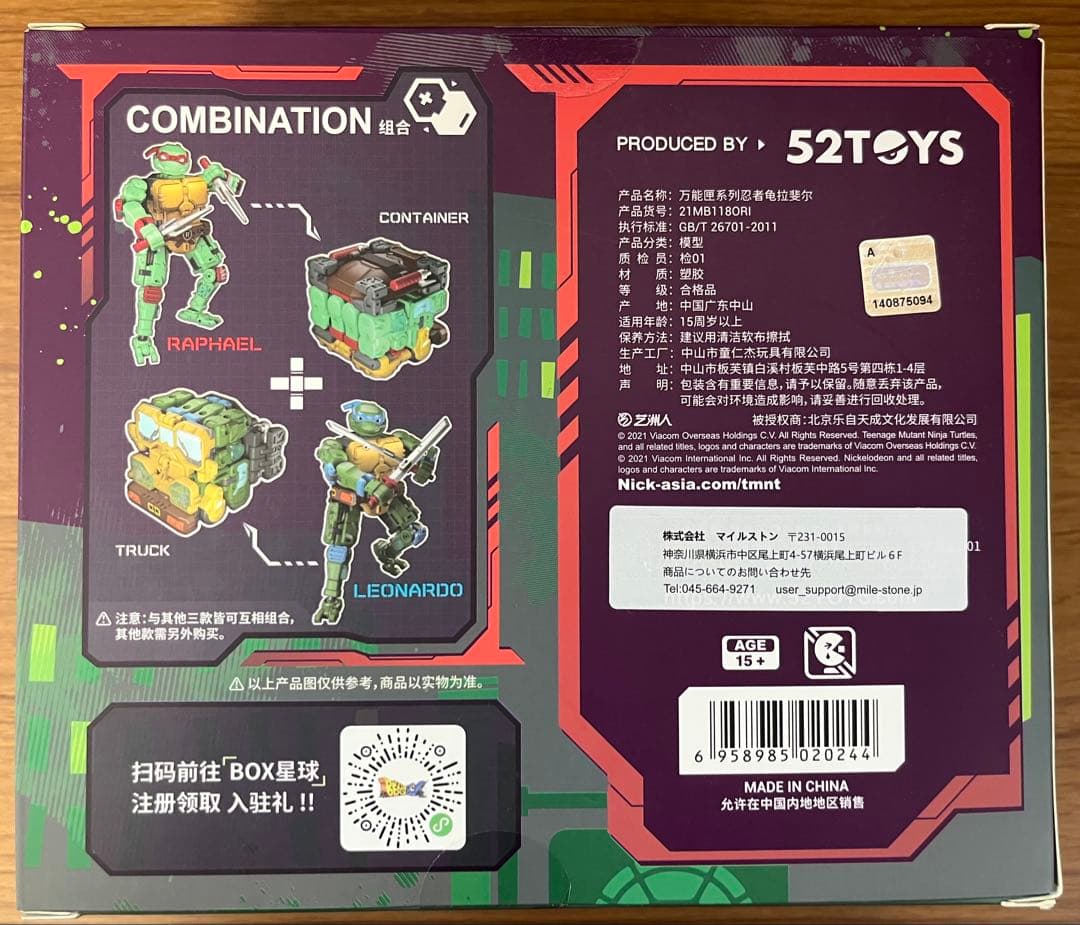 COMBINATION 组合
CONTAINER
RAPHAEL
TRUCK
LEONARDO
⚠ 注意:与其他三款皆可互相组合,
其他款需另外购买。
⚠ 以上产品图仅供参考,商品以实物为准。
扫码前往「BOX星球」
注册领取 入驻礼 !!
PRODUCED BY 52TOYS
产品名称: 万能匣系列忍者龟拉斐尔
产品货号: 21MB118ORI
执行标准: GB/T 26701-2011
产品分类: 模型
质 检 员: 检01
材 质: 塑胶
等 级: 合格品
产 地: 中国广东中山
适用年龄: 15周岁以上
保养方法: 建议用清洁软布擦拭
生产工厂: 中山市童仁杰玩具有限公司
地 址: 中山市板芙镇白溪村板芙中路5号第四栋1-4层
声 明: 包装含有重要信息,请予以保留。随意丢弃该产品,
可能会对环境造成影响,请妥善进行回收处理。
A
140875094
艺洲人 被授权商:北京乐自天成文化发展有限公司
© 2021 Viacom Overseas Holdings C.V. All Rights Reserved. Teenage Mutant Ninja Turtles,
and all related titles, logos and characters are trademarks of Viacom Overseas Holdings C.V.
© 2021 Viacom International Inc. All Rights Reserved. Nickelodeon and all related titles,
logos and characters are trademarks of Viacom International Inc.
Nick-asia.com/tmnt
株式会社 マイルストン 〒231-0015
神奈川県横浜市中区尾上町4-57横浜尾上町ビル6F
商品についてのお問い合わせ先
Tel:045-664-9271 user_support@mile-stone.jp
01
AGE
15 +
6 958985 020244
MADE IN CHINA
允许在中国内地地区销售